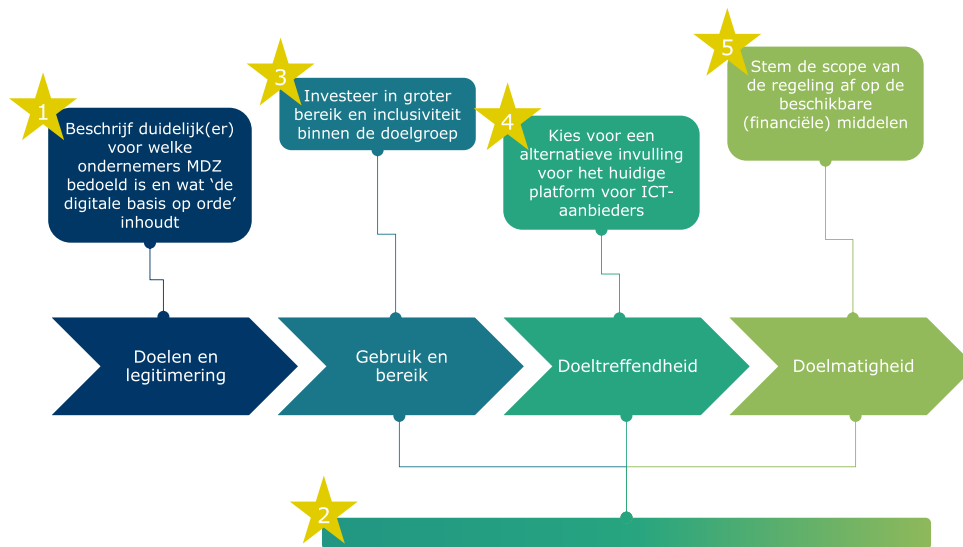 1
Beschrijf duidelijk(er)
voor welke
ondernemers MDZ
bedoeld is en wat ‘de
digitale basis op orde’
inhoudt
3
Investeer in groter
bereik en inclusiviteit
binnen de doelgroep
4
Kies voor een
alternatieve invulling
voor het huidige
platform voor ICT-
aanbieders
5
Stem de scope van
de regeling af op de
beschikbare
(financiële) middelen
Doelen en
legitimering
Gebruik en
bereik
Doeltreffendheid
Doelmatigheid
2